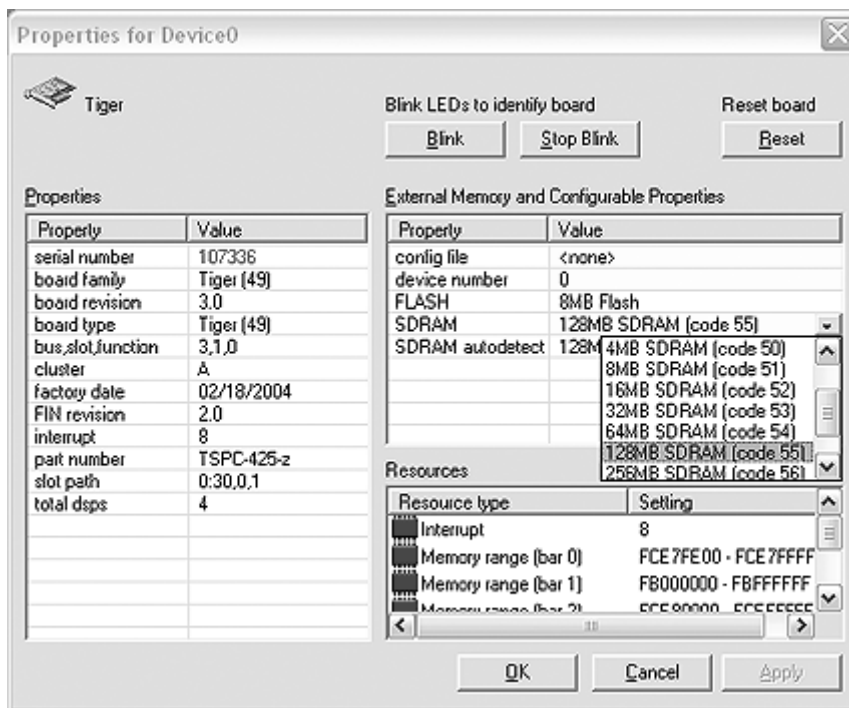 Properties for Device0
Tiger
Blink LEDs to identify board
Reset board
Blink
Stop Blink
Reset
Properties
Property Value
serial number 107336
board family Tiger (49)
board revision 3.0
board type Tiger (49)
bus,slot,function 3,1,0
cluster A
factory date 02/18/2004
FIN revision 2.0
interrupt 8
part number TSPC-425-z
slot path 0:30,0,1
total dsps 4
External Memory and Configurable Properties
Property Value
config file <none>
device number 0
FLASH 8MB Flash
SDRAM 128MB SDRAM (code 55)
SDRAM autodetect 128M
4MB SDRAM (code 50)
8MB SDRAM (code 51)
16MB SDRAM (code 52)
32MB SDRAM (code 53)
64MB SDRAM (code 54)
128MB SDRAM (code 55)
256MB SDRAM (code 56)
Resources
Resource type Setting
Interrupt 8
Memory range (bar 0) FCE7FE00 - FCE7FFFF
Memory range (bar 1) FB000000 - FBFFFFFF
Memory range (bar 2)
OK
Cancel
Apply